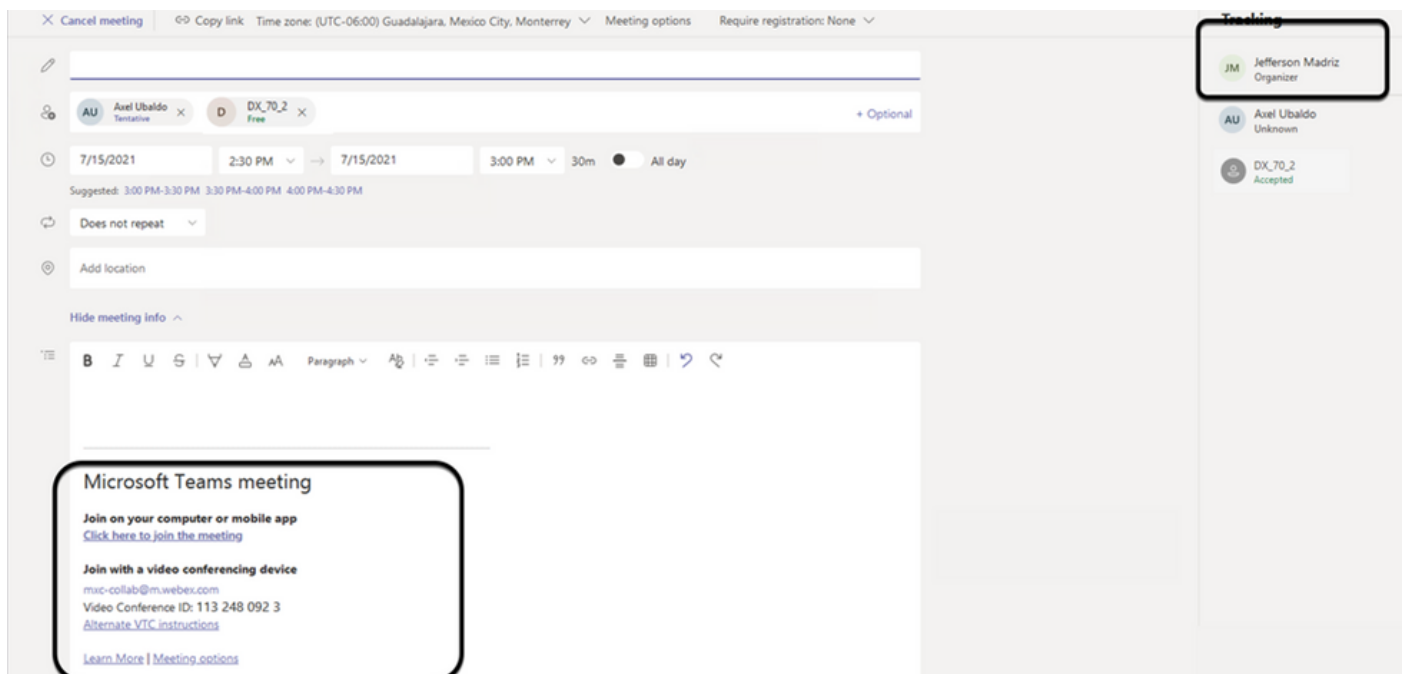 Cancel meeting Copy link Time zone: (UTC-06:00) Guadalajara, Mexico City, Monterrey Meeting options Require registration: None
Tracking
JM Jefferson Madriz
Organizer
AU Axel Ubaldo
Tentative
D DX_70_2
Free
+ Optional
AU Axel Ubaldo
Unknown
7/15/2021 2:30 PM → 7/15/2021 3:00 PM 30m All day
DX_70_2
Accepted
Suggested: 3:00 PM-3:30 PM 3:30 PM-4:00 PM 4:00 PM-4:30 PM
Does not repeat
Add location
Hide meeting info
B I U S A AA Paragraph
Microsoft Teams meeting
Join on your computer or mobile app
Click here to join the meeting
Join with a video conferencing device
mxc-collab@m.webex.com
Video Conference ID: 113 248 092 3
Alternate VTC instructions
Learn More | Meeting options